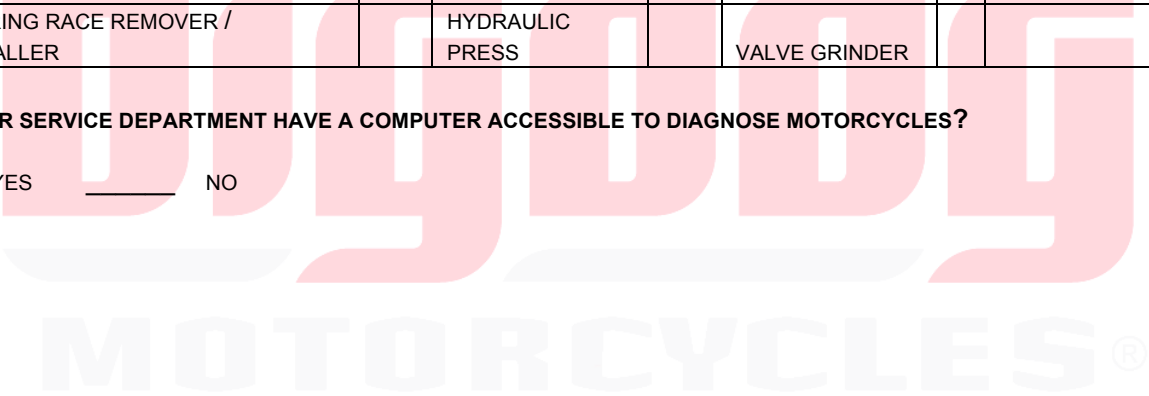 ING RACE REMOVER / HYDRAULIC
ALLER PRESS VALVE GRINDER
R SERVICE DEPARTMENT HAVE A COMPUTER ACCESSIBLE TO DIAGNOSE MOTORCYCLES?
YES ______ NO
MOTORCYCLES®